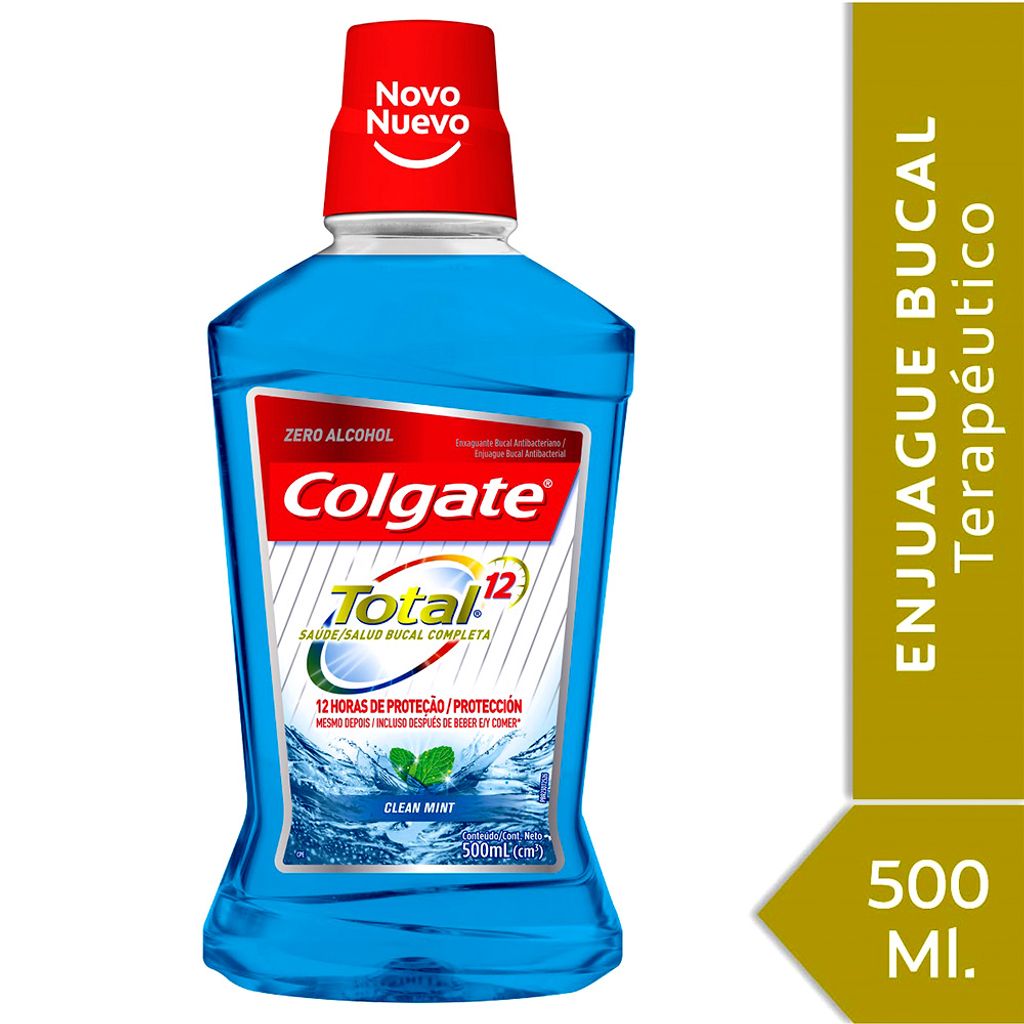 Novo
Nuevo
ZERO ALCOHOL
Enxaguante Bucal Antibacteriano /
Enjuague Bucal Antibacterial
Colgate®
Total®12
SAÚDE/SALUD BUCAL COMPLETA
12 HORAS DE PROTEÇÃO / PROTECCIÓN
MESMO DEPOIS / INCLUSO DESPUÉS DE BEBER E/Y COMER*
CLEAN MINT
Conteúdo/Cont. Neto
500mL (cm³)
CPE
ENJUAGUE BUCAL
Terapéutico
500
Ml.